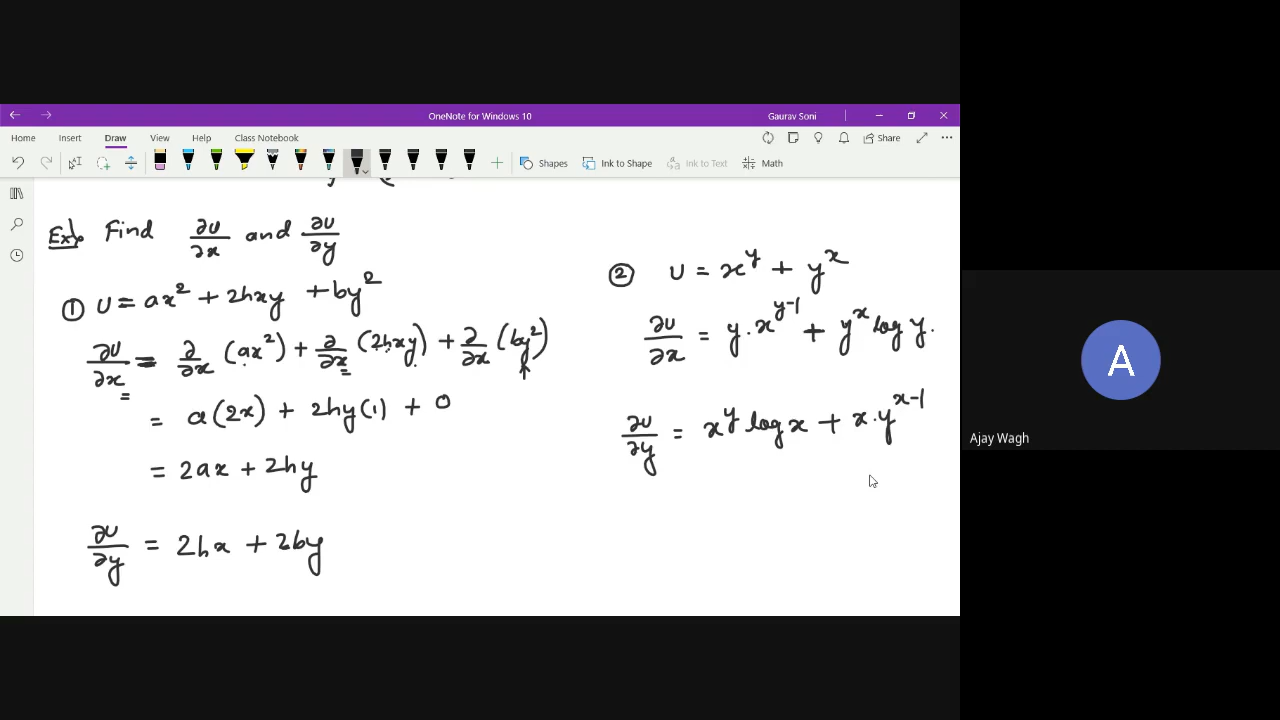 OneNote for Windows 10
Gaurav Soni
Home Insert Draw View Help Class Notebook
Share
Shapes Ink to Shape Ink to Text Math
Ex). Find ∂U/∂x and ∂U/∂y
① U = ax² + 2hxy + by²
∂U/∂x = ∂/∂x (ax²) + ∂/∂x (2hxy) + ∂/∂x (by²)
= a(2x) + 2hy(1) + 0
= 2ax + 2hy
∂U/∂y = 2hx + 2by
② U = x^y + y^x
∂U/∂x = y·x^(y-1) + y^x log y.
∂U/∂y = x^y log x + x·y^(x-1)
A
Ajay Wagh